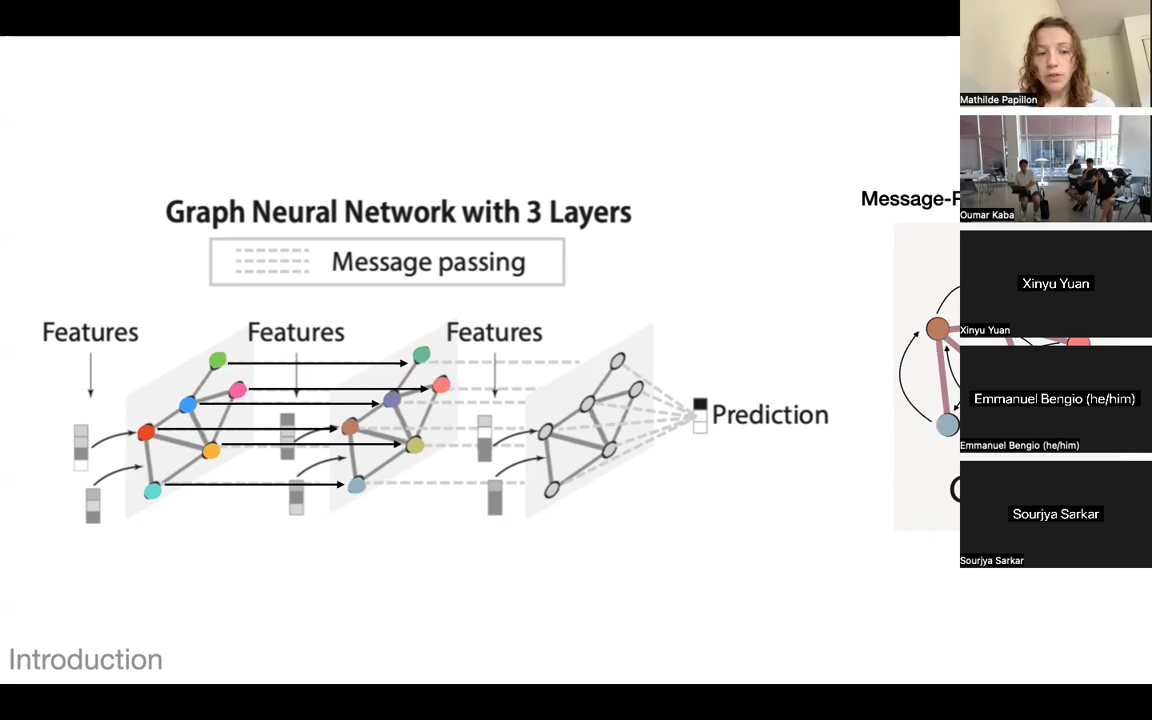 Graph Neural Network with 3 Layers
Message passing
Features
Features
Features
Prediction
Message-P
Introduction
Mathilde Papillon
Oumar Kaba
Xinyu Yuan
Xinyu Yuan
Emmanuel Bengio (he/him)
Emmanuel Bengio (he/him)
Sourjya Sarkar
Sourjya Sarkar